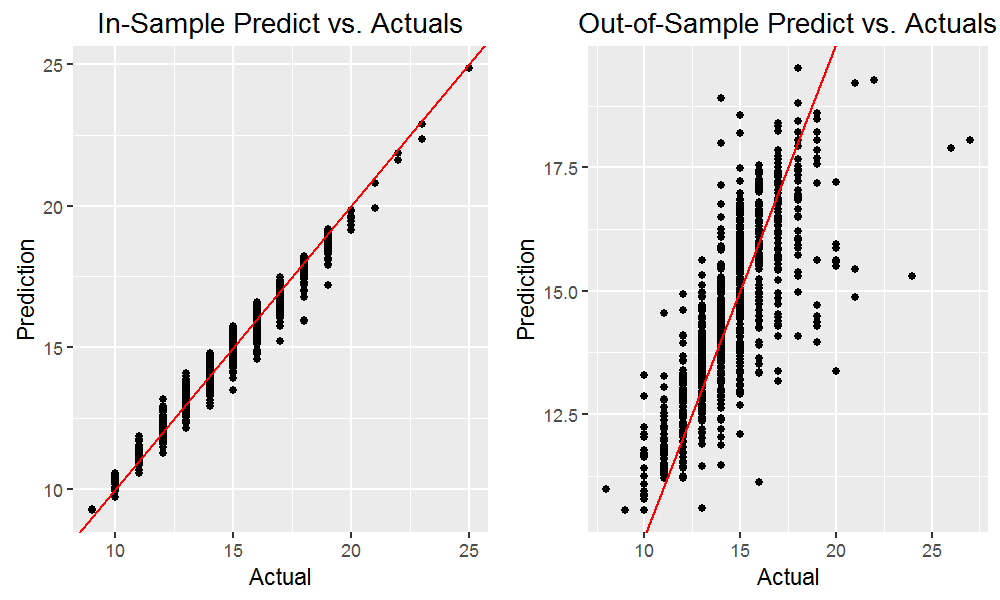 In-Sample Predict vs. Actuals
25
20
15
10
Prediction
10 15 20 25
Actual
Out-of-Sample Predict vs. Actuals
17.5
15.0
12.5
Prediction
10 15 20 25
Actual